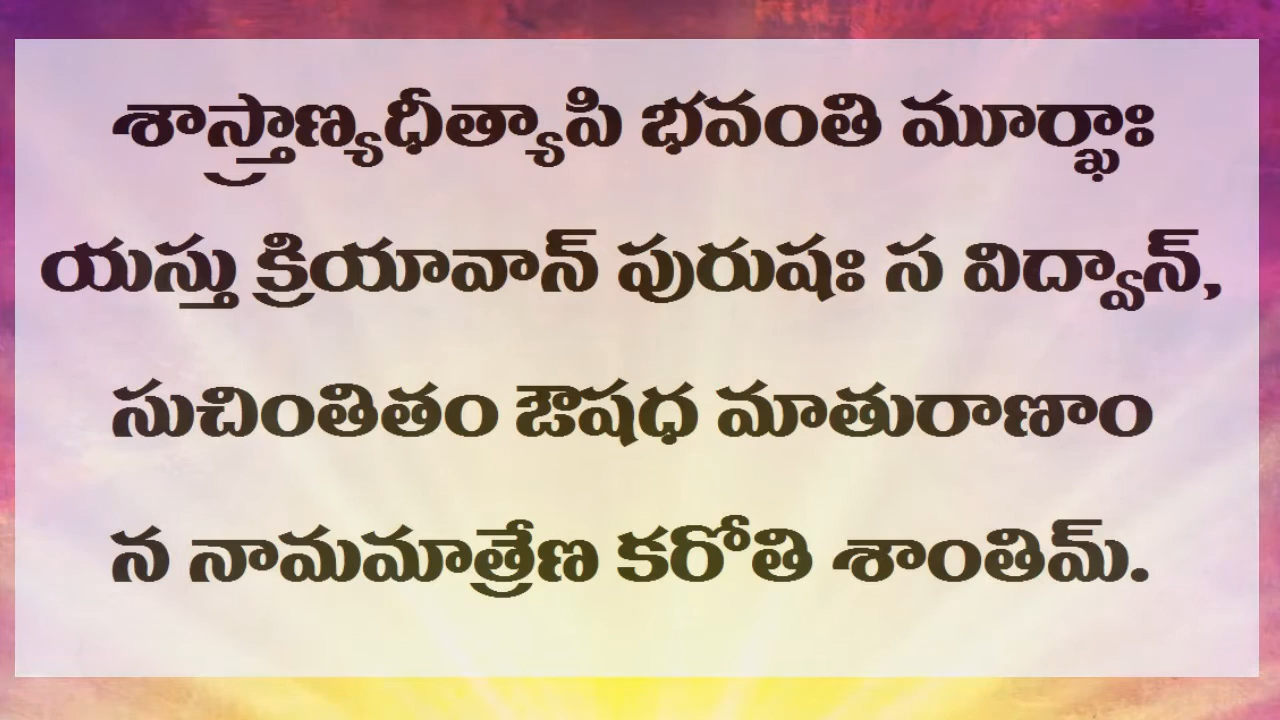 శాస్త్రాణ్యధీత్యాపి భవంతి మూర్ఖాః
యస్తు క్రియావాన్ పురుషః స విద్వాన్,
సుచింతితం ఔషధ మాతురాణాం
న నామమాత్రేణ కరోతి శాంతిమ్.